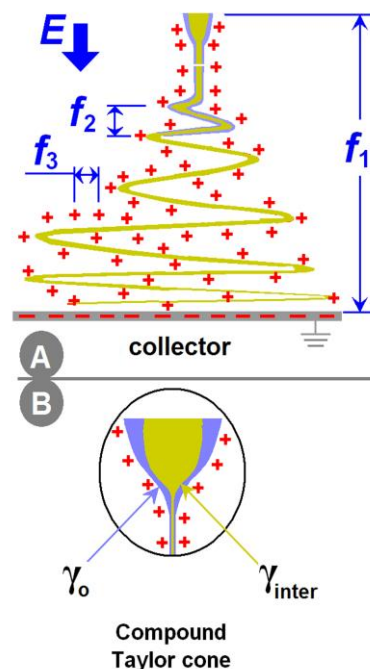 E
f₂
f₃
f₁
A
collector
B
γₒ
γᵢₙₜₑᵣ
Compound
Taylor cone